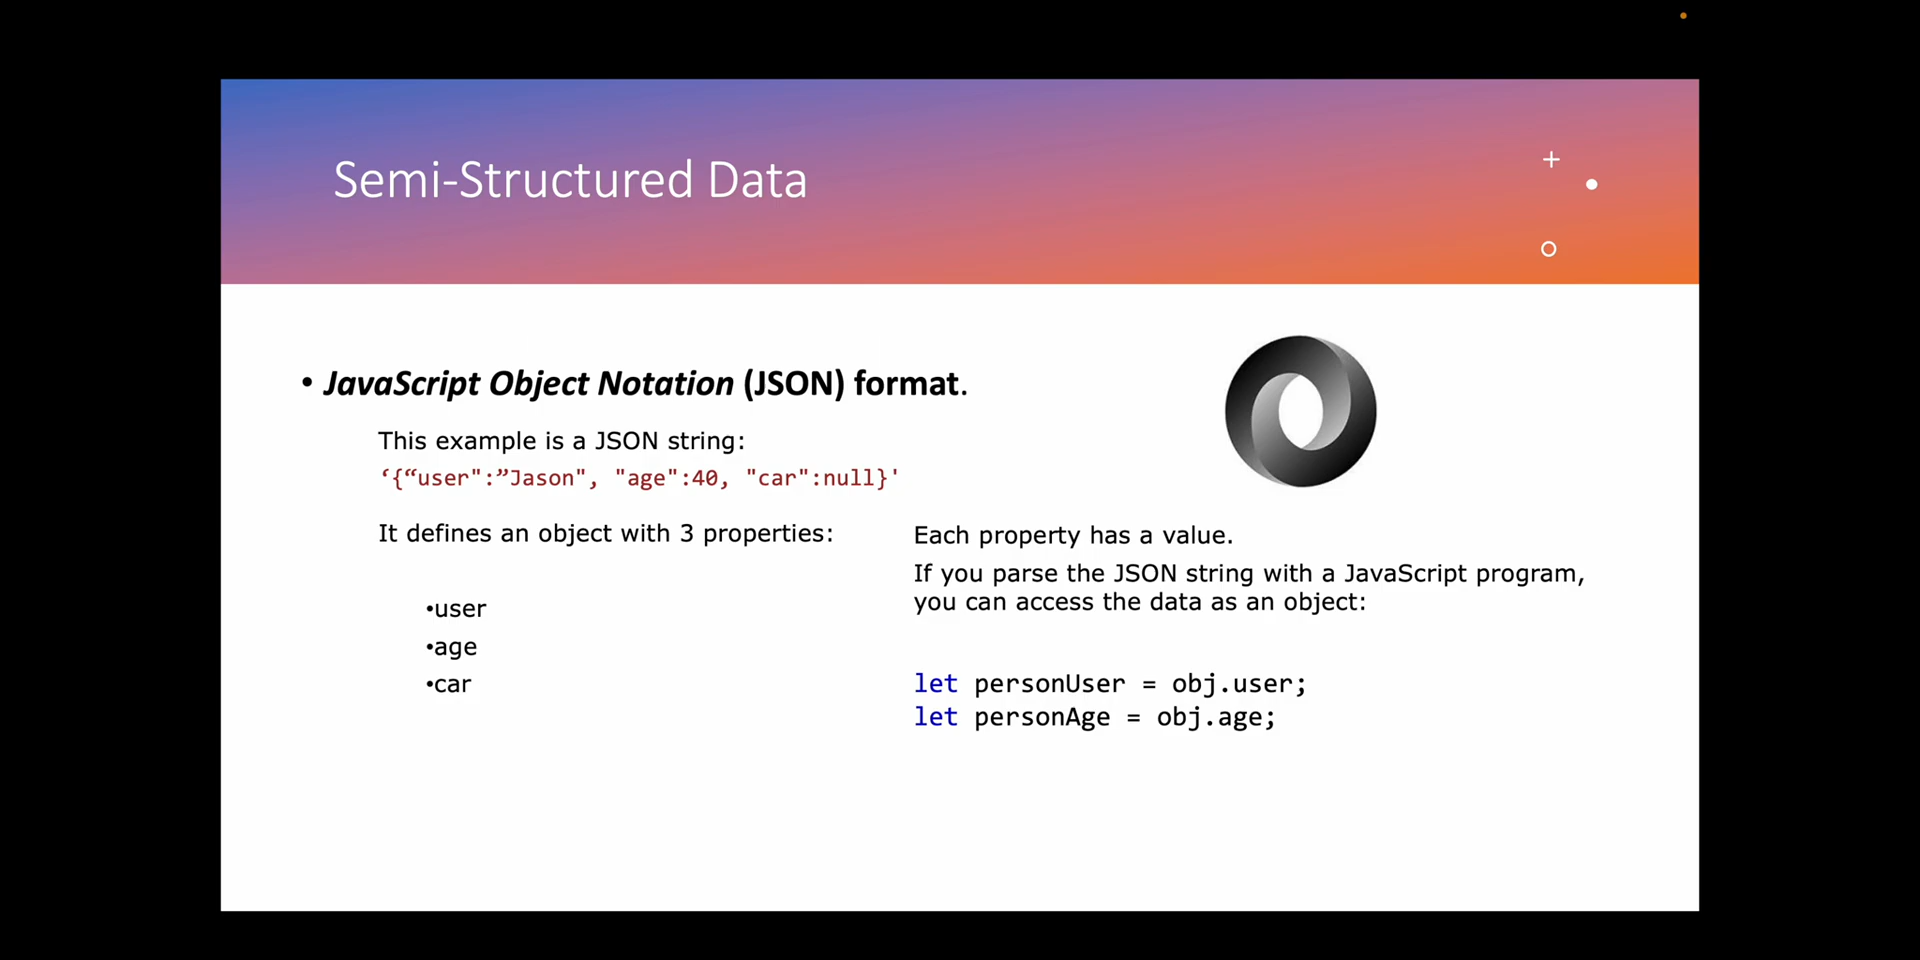 Semi-Structured Data
• JavaScript Object Notation (JSON) format.
This example is a JSON string:
‘{“user":”Jason", "age":40, "car":null}'
It defines an object with 3 properties:
•user
•age
•car
Each property has a value.
If you parse the JSON string with a JavaScript program,
you can access the data as an object:
let personUser = obj.user;
let personAge = obj.age;